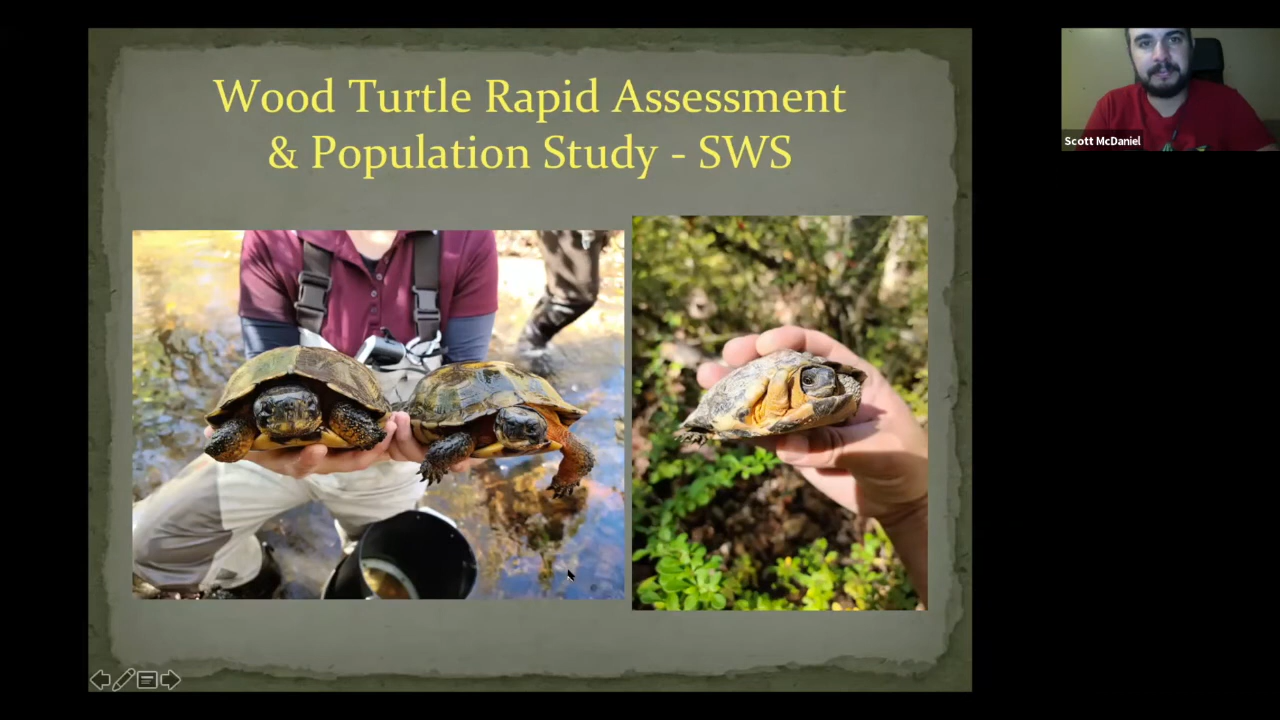 Wood Turtle Rapid Assessment
& Population Study - SWS
Scott McDaniel